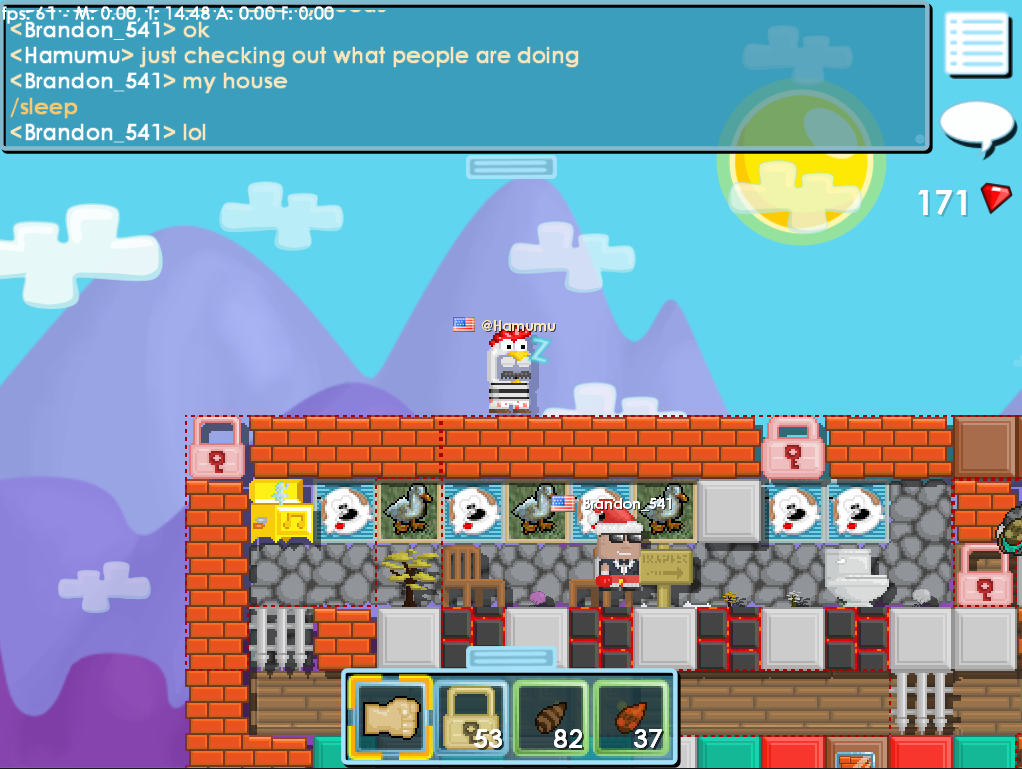 fps: 61 - M: 0.00, T: 14.48 A: 0.00 F: 0:00
<Brandon_541> ok
<Hamumu> just checking out what people are doing
<Brandon_541> my house
/sleep
<Brandon_541> lol
171
@Hamumu
Z
Brandon_541
53
82
37